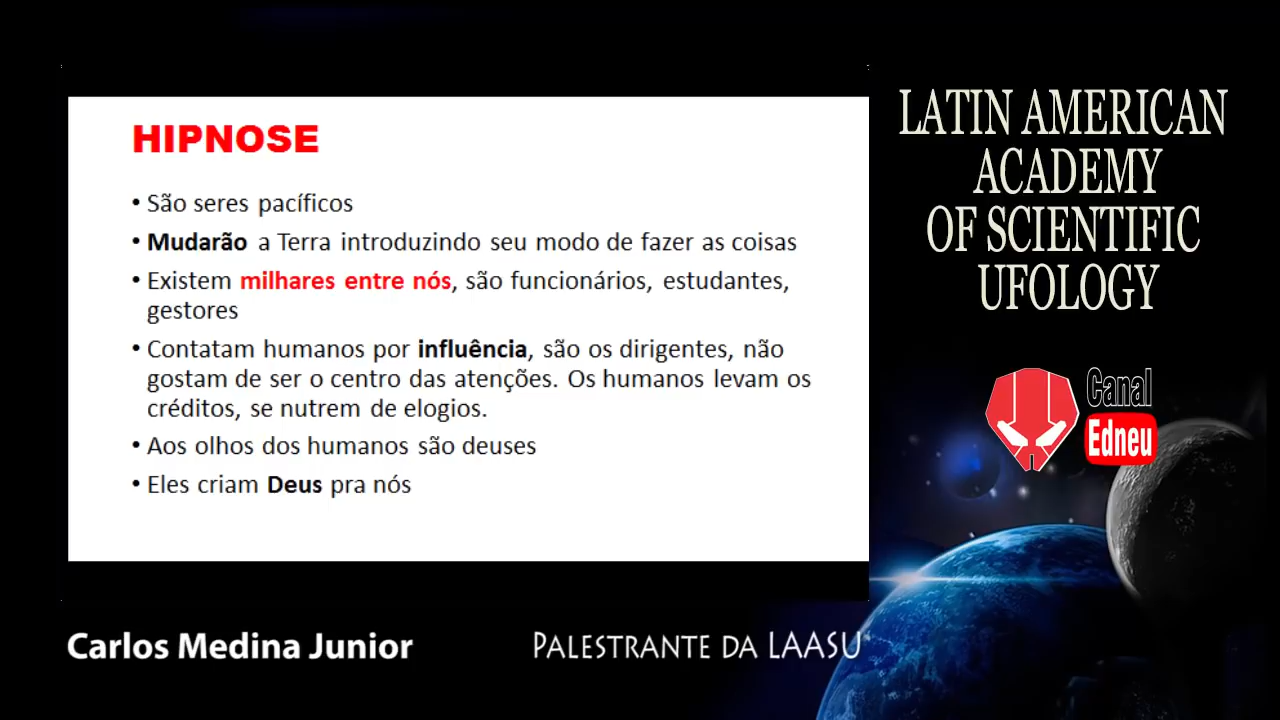 HIPNOSE
• São seres pacíficos
• Mudarão a Terra introduzindo seu modo de fazer as coisas
• Existem milhares entre nós, são funcionários, estudantes,
gestores
• Contatam humanos por influência, são os dirigentes, não
gostam de ser o centro das atenções. Os humanos levam os
créditos, se nutrem de elogios.
• Aos olhos dos humanos são deuses
• Eles criam Deus pra nós
LATIN AMERICAN
ACADEMY
OF SCIENTIFIC
UFOLOGY
Canal
Edneu
Carlos Medina Junior
PALESTRANTE DA LAASU